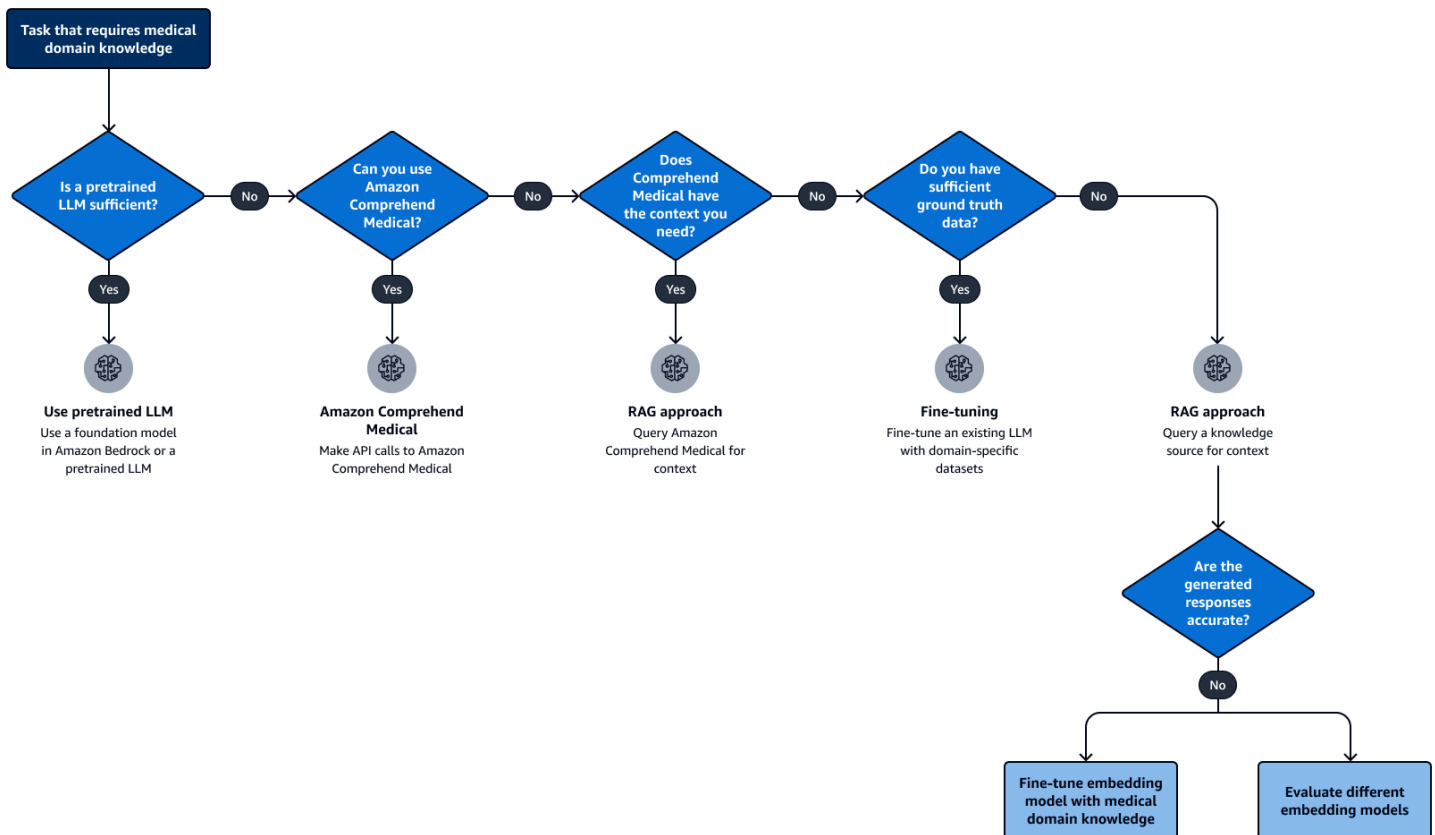 Task that requires medical
domain knowledge
Is a pretrained
LLM sufficient?
No
Can you use
Amazon
Comprehend
Medical?
No
Does
Comprehend
Medical have
the context you
need?
No
Do you have
sufficient
ground truth
data?
No
Yes
Yes
Yes
Yes
Use pretrained LLM
Use a foundation model
in Amazon Bedrock or a
pretrained LLM
Amazon Comprehend
Medical
Make API calls to Amazon
Comprehend Medical
RAG approach
Query Amazon
Comprehend Medical for
context
Fine-tuning
Fine-tune an existing LLM
with domain-specific
datasets
RAG approach
Query a knowledge
source for context
Are the
generated
responses
accurate?
No
Fine-tune embedding
model with medical
domain knowledge
Evaluate different
embedding models